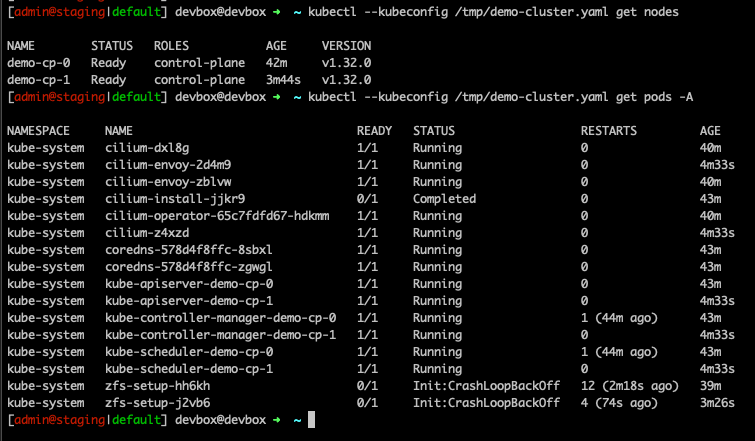 [admin@staging|default] devbox@devbox ➜ ~ kubectl --kubeconfig /tmp/demo-cluster.yaml get nodes
NAME STATUS ROLES AGE VERSION
demo-cp-0 Ready control-plane 42m v1.32.0
demo-cp-1 Ready control-plane 3m44s v1.32.0
[admin@staging|default] devbox@devbox ➜ ~ kubectl --kubeconfig /tmp/demo-cluster.yaml get pods -A
NAMESPACE NAME READY STATUS RESTARTS AGE
kube-system cilium-dxl8g 1/1 Running 0 40m
kube-system cilium-envoy-2d4m9 1/1 Running 0 4m33s
kube-system cilium-envoy-zblvw 1/1 Running 0 40m
kube-system cilium-install-jjkr9 0/1 Completed 0 43m
kube-system cilium-operator-65c7fdfd67-hdkmm 1/1 Running 0 40m
kube-system cilium-z4xzd 1/1 Running 0 4m33s
kube-system coredns-578d4f8ffc-8sbxl 1/1 Running 0 43m
kube-system coredns-578d4f8ffc-zgwgl 1/1 Running 0 43m
kube-system kube-apiserver-demo-cp-0 1/1 Running 0 43m
kube-system kube-apiserver-demo-cp-1 1/1 Running 0 4m33s
kube-system kube-controller-manager-demo-cp-0 1/1 Running 1 (44m ago) 43m
kube-system kube-controller-manager-demo-cp-1 1/1 Running 0 4m33s
kube-system kube-scheduler-demo-cp-0 1/1 Running 1 (44m ago) 43m
kube-system kube-scheduler-demo-cp-1 1/1 Running 0 4m33s
kube-system zfs-setup-hh6kh 0/1 Init:CrashLoopBackOff 12 (2m18s ago) 39m
kube-system zfs-setup-j2vb6 0/1 Init:CrashLoopBackOff 4 (74s ago) 3m26s
[admin@staging|default] devbox@devbox ➜ ~